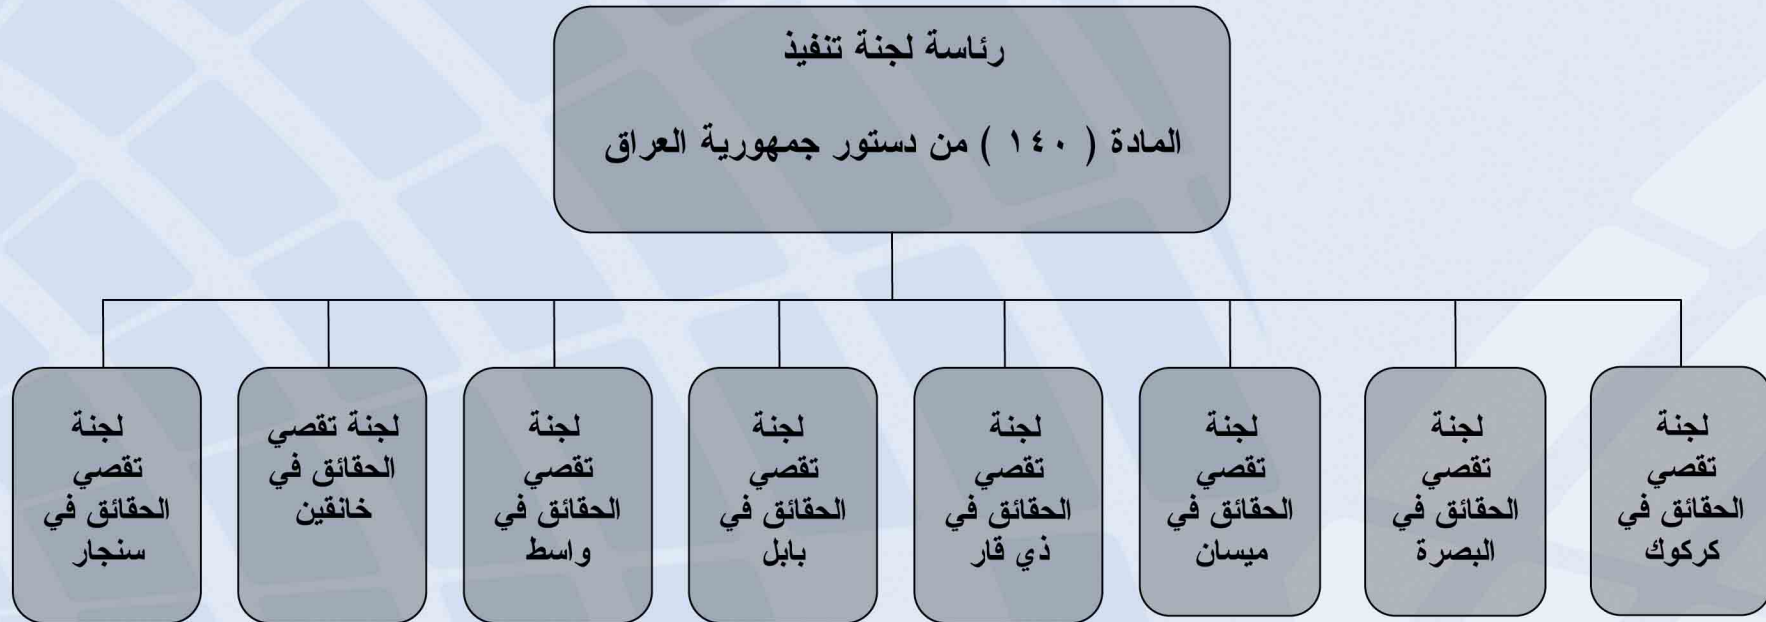 رئاسة لجنة تنفيذ
المادة ( ١٤٠ ) من دستور جمهورية العراق
لجنة
تقصي
الحقائق في
كركوك
لجنة
تقصي
الحقائق في
البصرة
لجنة
تقصي
الحقائق في
ميسان
لجنة
تقصي
الحقائق في
ذي قار
لجنة
تقصي
الحقائق في
بابل
لجنة
تقصي
الحقائق في
واسط
لجنة تقصي
الحقائق في
خانقين
لجنة
تقصي
الحقائق في
سنجار